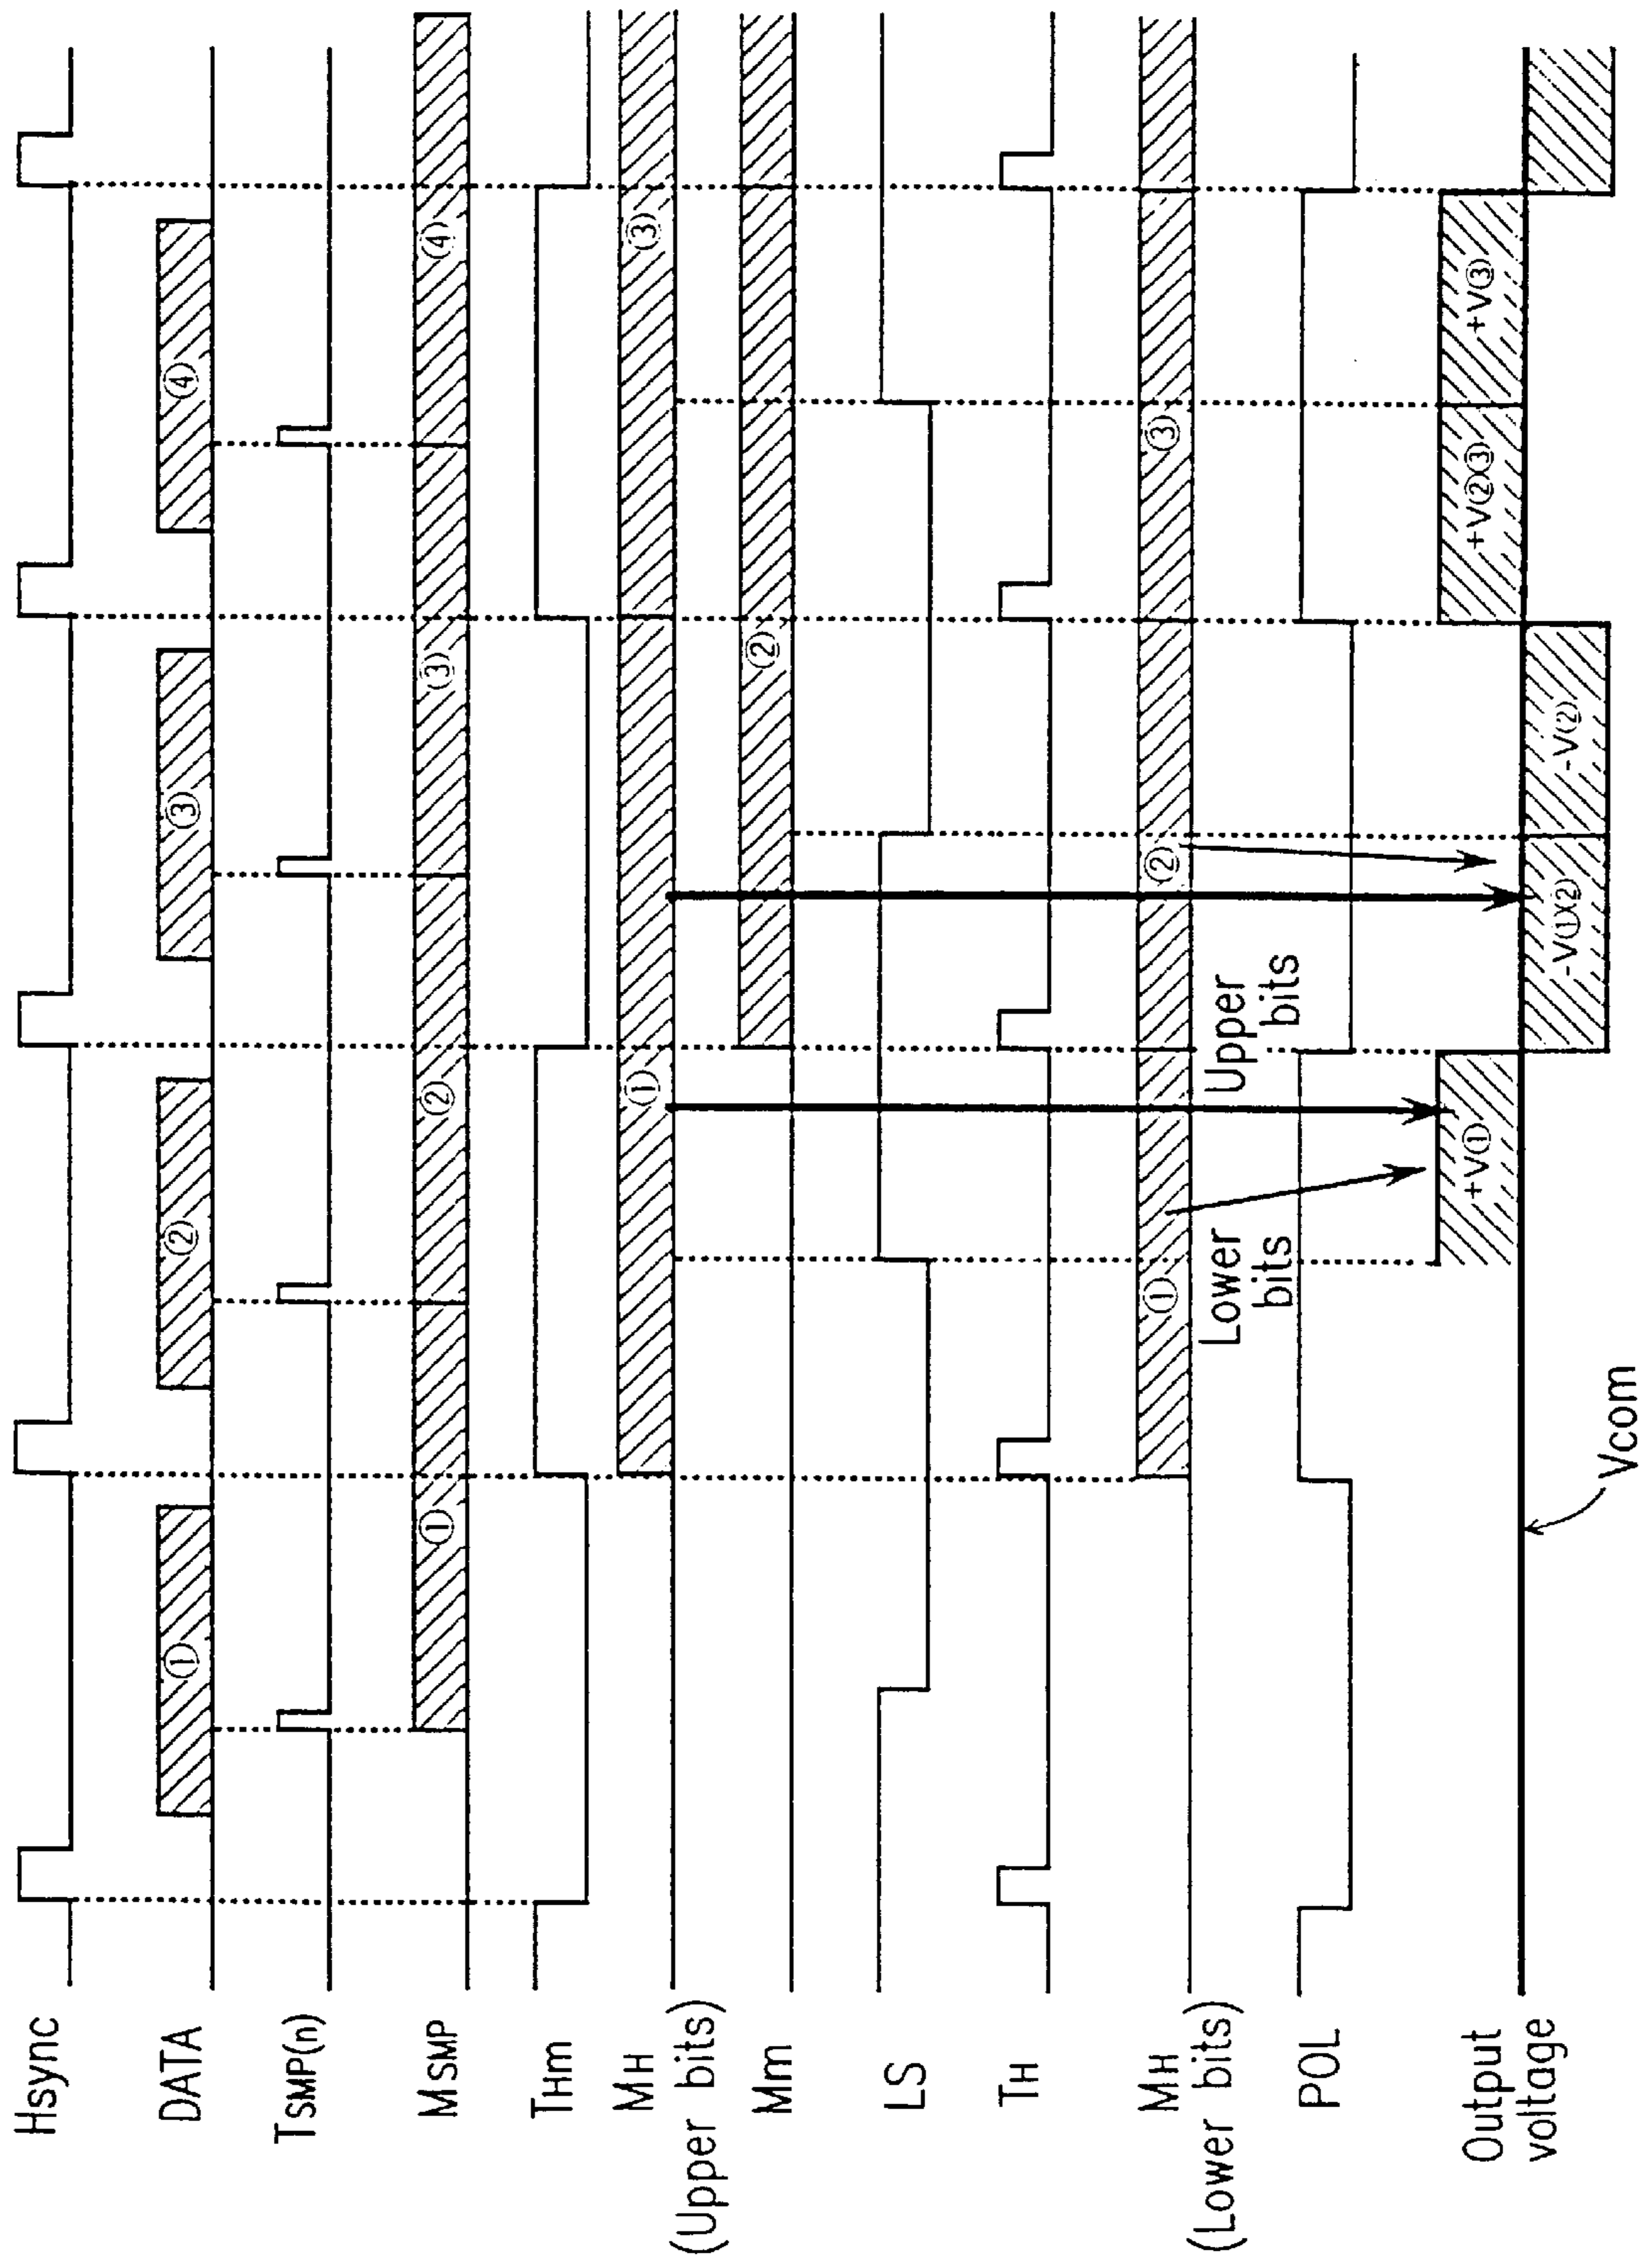 Hsync
DATA
① ② ③ ④
TSMP(n)
MSMP
① ② ③ ④
THm
MH
(Upper bits)
① ③
Mm
②
LS
TH
MH
(Lower bits)
① ② ③
Lower
bits
Upper
bits
POL
Output
voltage
+V① -V①② -V② +V②③ +V③
Vcom